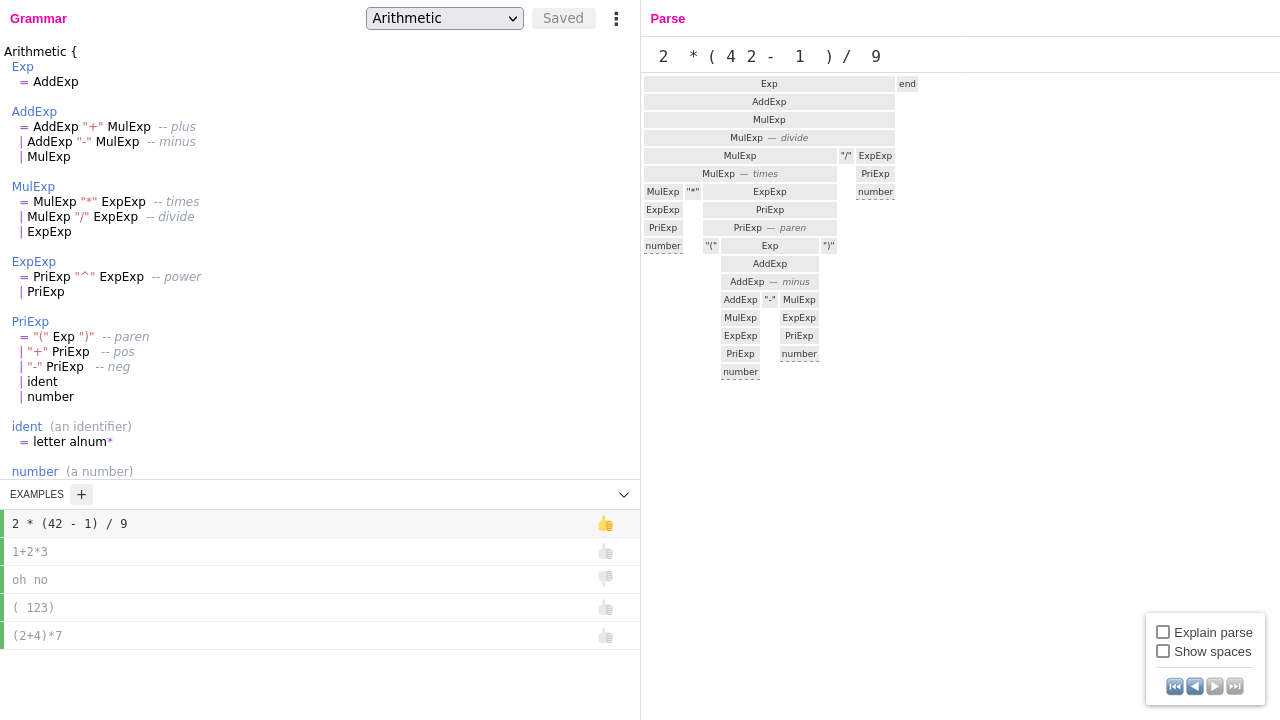 Grammar
Arithmetic
Saved
Arithmetic {
Exp
= AddExp
AddExp
= AddExp "+" MulExp -- plus
| AddExp "-" MulExp -- minus
| MulExp
MulExp
= MulExp "*" ExpExp -- times
| MulExp "/" ExpExp -- divide
| ExpExp
ExpExp
= PriExp "^" ExpExp -- power
| PriExp
PriExp
= "(" Exp ")" -- paren
| "+" PriExp -- pos
| "-" PriExp -- neg
| ident
| number
ident (an identifier)
= letter alnum*
number (a number)
EXAMPLES +
2 * (42 - 1) / 9
1+2*3
oh no
( 123)
(2+4)*7
Parse
2 * ( 4 2 - 1 ) / 9
Exp end
AddExp
MulExp
MulExp — divide
MulExp "/" ExpExp
MulExp — times PriExp
MulExp "*" ExpExp number
ExpExp PriExp
PriExp PriExp — paren
number "(" Exp ")"
AddExp
AddExp — minus
AddExp "-" MulExp
MulExp ExpExp
ExpExp PriExp
PriExp number
number
Explain parse
Show spaces